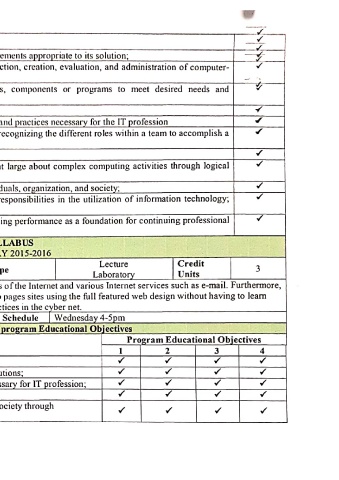 ✓
✓
✓
ements appropriate to its solution; ✓
ction, creation, evaluation, and administration of computer- ✓
s, components or programs to meet desired needs and ✓
✓
and practices necessary for the IT profession ✓
recognizing the different roles within a team to accomplish a ✓
✓
at large about complex computing activities through logical ✓
duals, organization, and society; ✓
responsibilities in the utilization of information technology; ✓
ing performance as a foundation for continuing professional ✓
LLABUS
Y 2015-2016
pe Lecture Laboratory Credit Units 3
s of the Internet and various Internet services such as e-mail. Furthermore,
pages sites using the full featured web design without having to learn
ctices in the cyber net.
Schedule Wednesday 4-5pm
program Educational Objectives
Program Educational Objectives
1 2 3 4
✓ ✓ ✓ ✓
utions; ✓ ✓ ✓ ✓
ssary for IT profession; ✓ ✓ ✓ ✓
✓ ✓ ✓ ✓
ociety through ✓ ✓ ✓ ✓